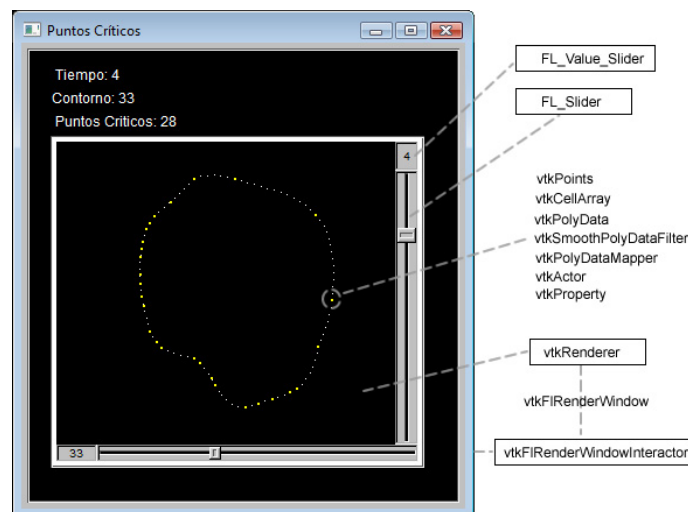 Puntos Críticos
Tiempo: 4
Contorno: 33
Puntos Criticos: 28
4
33
FL_Value_Slider
FL_Slider
vtkPoints
vtkCellArray
vtkPolyData
vtkSmoothPolyDataFilter
vtkPolyDataMapper
vtkActor
vtkProperty
vtkRenderer
vtkFlRenderWindow
vtkFlRenderWindowInteractor